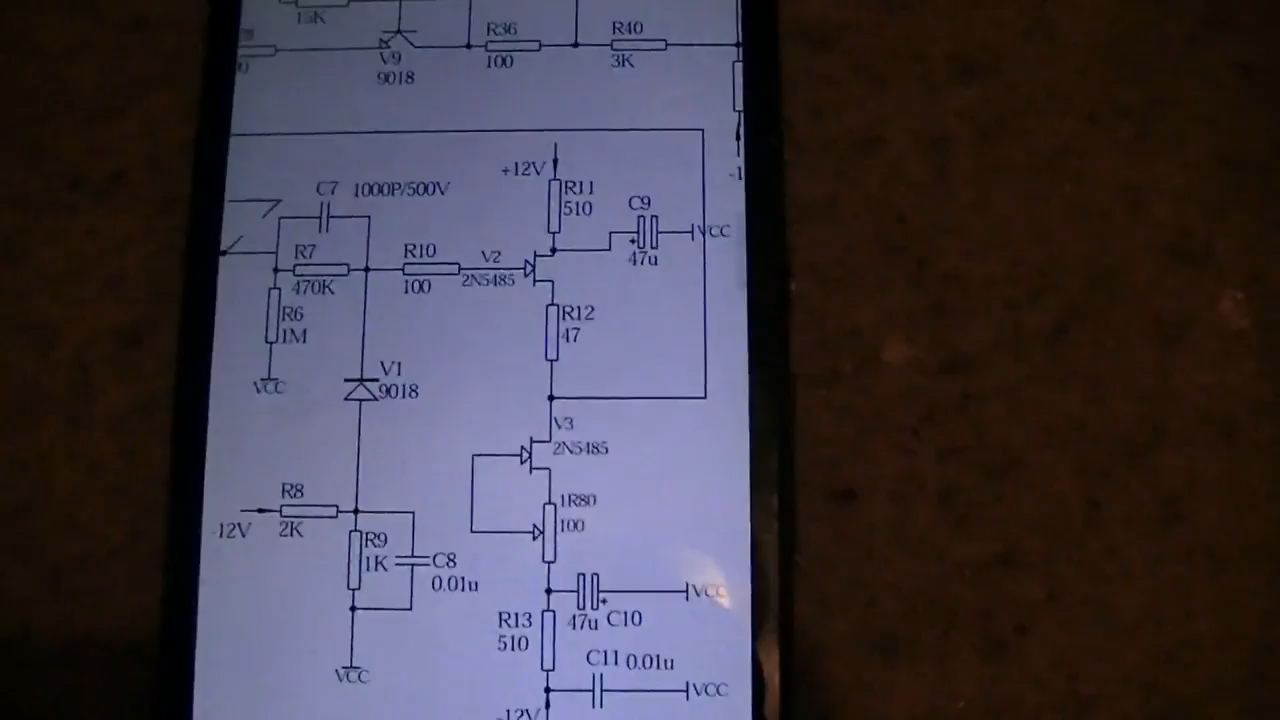 15K
R36
R40
V9
100
3K
9018
+12V
-1
C7 1000P/500V
R11
510
C9
VCC
R7
R10
V2
47u
470K
100
2N5485
R6
1M
R12
47
VCC
V1
9018
V3
2N5485
R8
1R80
-12V
2K
100
R9
1K
C8
0.01u
VCC
R13
47u C10
510
C11 0.01u
VCC
VCC
-12V